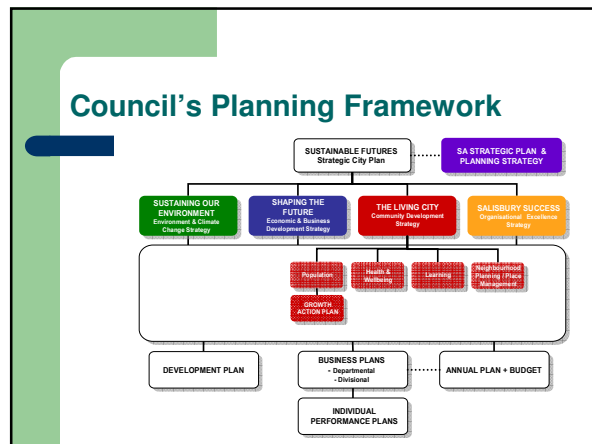 Council's Planning Framework
SUSTAINABLE FUTURES
Strategic City Plan
SA STRATEGIC PLAN &
PLANNING STRATEGY
SUSTAINING OUR
ENVIRONMENT
Environment & Climate
Change Strategy
SHAPING THE
FUTURE
Economic & Business
Development Strategy
THE LIVING CITY
Community Development
Strategy
SALISBURY SUCCESS
Organisational Excellence
Strategy
Population
Health &
Wellbeing
Learning
Neighbourhood
Planning / Place
Management
GROWTH
ACTION PLAN
DEVELOPMENT PLAN
BUSINESS PLANS
- Departmental
- Divisional
ANNUAL PLAN + BUDGET
INDIVIDUAL
PERFORMANCE PLANS